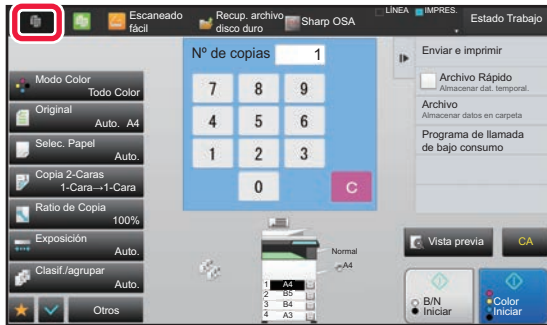 Escaneado
fácil
Recup. archivo
disco duro
Sharp OSA
LÍNEA
IMPRES.
Estado Trabajo
Modo Color
Todo Color
Original
Auto. A4
Selec. Papel
Auto.
Copia 2-Caras
1-Cara→1-Cara
Ratio de Copia
100%
Exposición
Auto.
Clasif./agrupar
Auto.
Otros
Nº de copias 1
7 8 9
4 5 6
1 2 3
0 C
Normal
A4
1 A4
2 B5
3 B4
4 A3
Enviar e imprimir
Archivo Rápido
Almacenar dat. temporal.
Archivo
Almacenar datos en carpeta
Programa de llamada
de bajo consumo
Vista previa
CA
B/N
Iniciar
Color
Iniciar